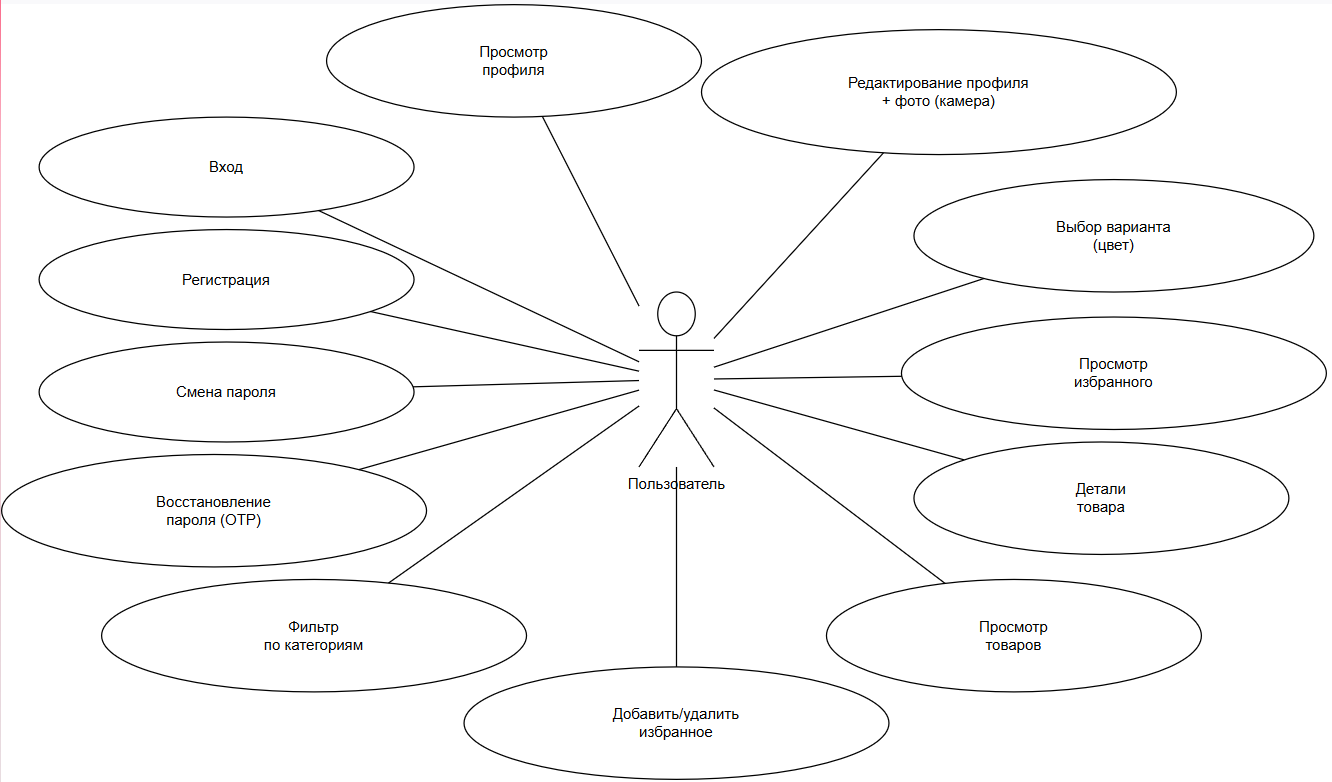 Просмотр
профиля
Редактирование профиля
+ фото (камера)
Вход
Выбор варианта
(цвет)
Регистрация
Просмотр
избранного
Смена пароля
Пользователь
Детали
товара
Восстановление
пароля (OTP)
Фильтр
по категориям
Просмотр
товаров
Добавить/удалить
избранное